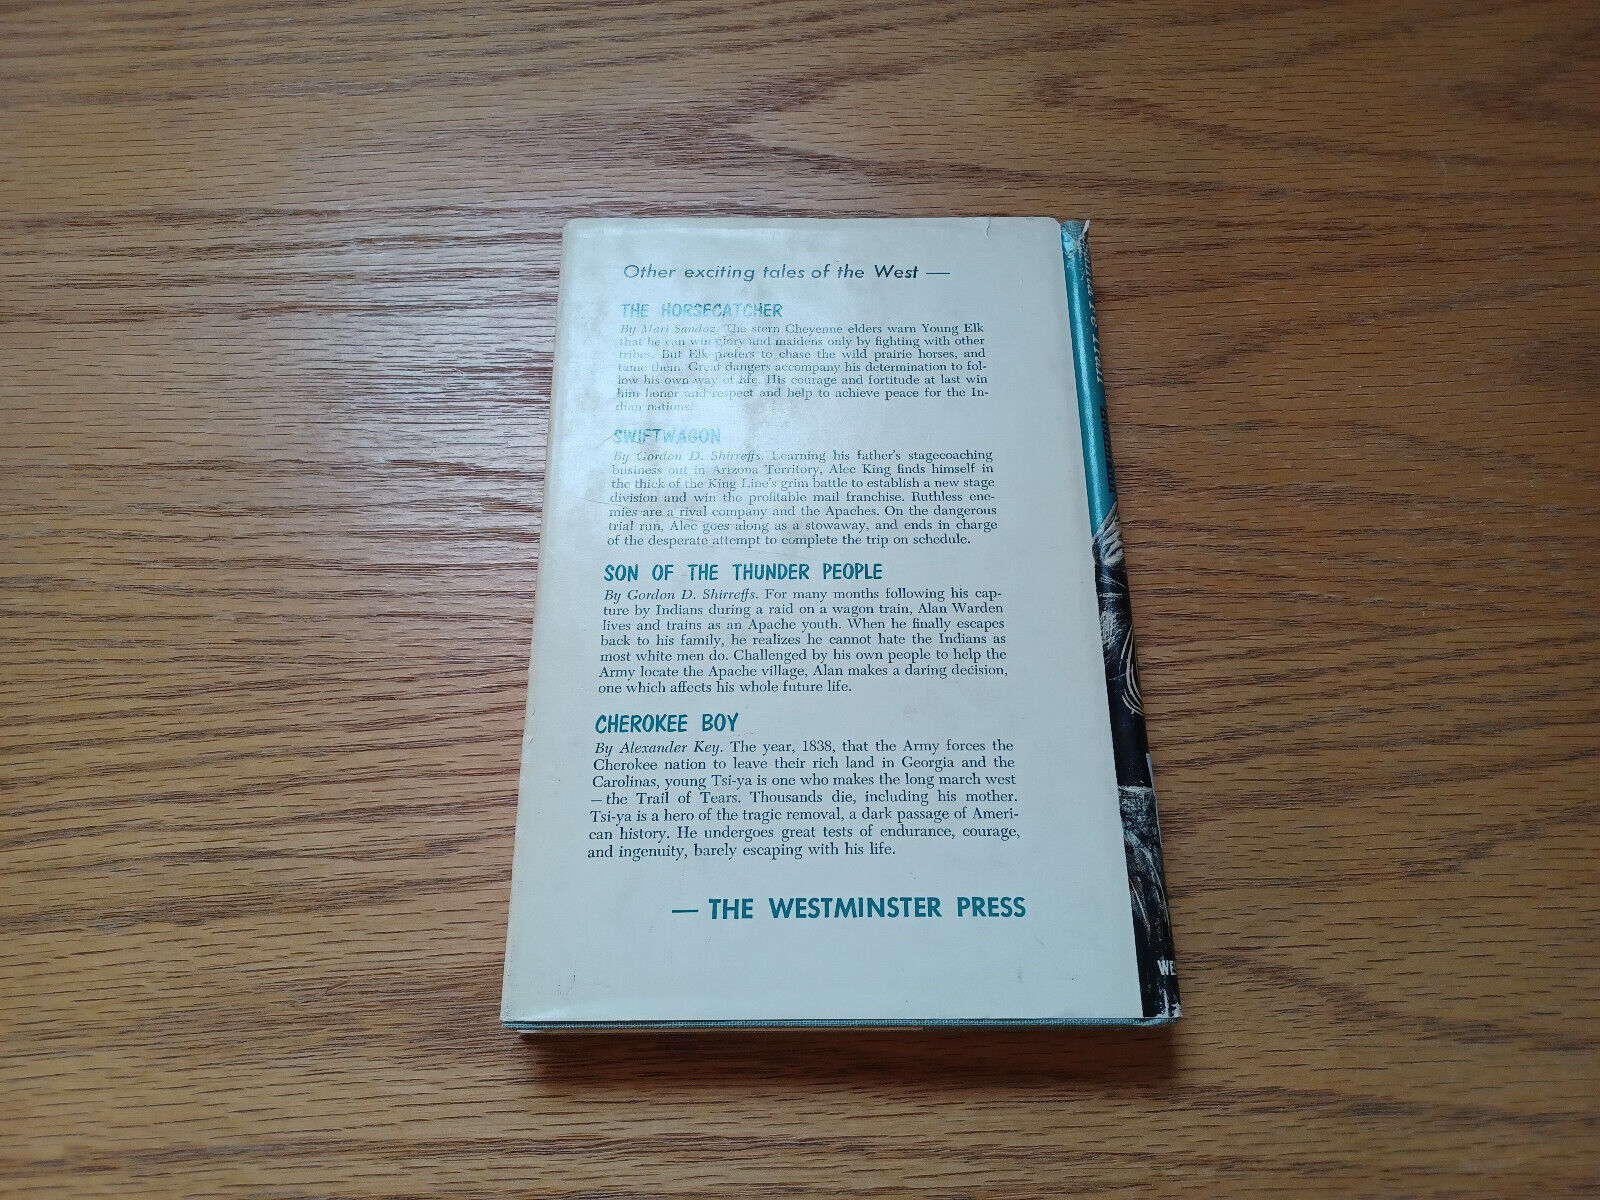 Other exciting tales of the West —
THE HORSECATCHER
By Mari Sandoz. The stern Cheyenne elders warn Young Elk
that he can win glory and maidens only by fighting with other
tribes. But Elk prefers to chase the wild prairie horses, and
tame them. Great dangers accompany his determination to fol-
low his own way of life. His courage and fortitude at last win
him honor and respect and help to achieve peace for the In-
dian nations.
SWIFTWAGON
By Gordon D. Shirreffs. Learning his father's stagecoaching
business out in Arizona Territory, Alec King finds himself in
the thick of the King Line's grim battle to establish a new stage
division and win the profitable mail franchise. Ruthless ene-
mies are a rival company and the Apaches. On the dangerous
trial run, Alec goes along as a stowaway, and ends in charge
of the desperate attempt to complete the trip on schedule.
SON OF THE THUNDER PEOPLE
By Gordon D. Shirreffs. For many months following his cap-
ture by Indians during a raid on a wagon train, Alan Warden
lives and trains as an Apache youth. When he finally escapes
back to his family, he realizes he cannot hate the Indians as
most white men do. Challenged by his own people to help the
Army locate the Apache village, Alan makes a daring decision,
one which affects his whole future life.
CHEROKEE BOY
By Alexander Key. The year, 1838, that the Army forces the
Cherokee nation to leave their rich land in Georgia and the
Carolinas, young Tsi-ya is one who makes the long march west
—the Trail of Tears. Thousands die, including his mother.
Tsi-ya is a hero of the tragic removal, a dark passage of Ameri-
can history. He undergoes great tests of endurance, courage,
and ingenuity, barely escaping with his life.
— THE WESTMINSTER PRESS
WES